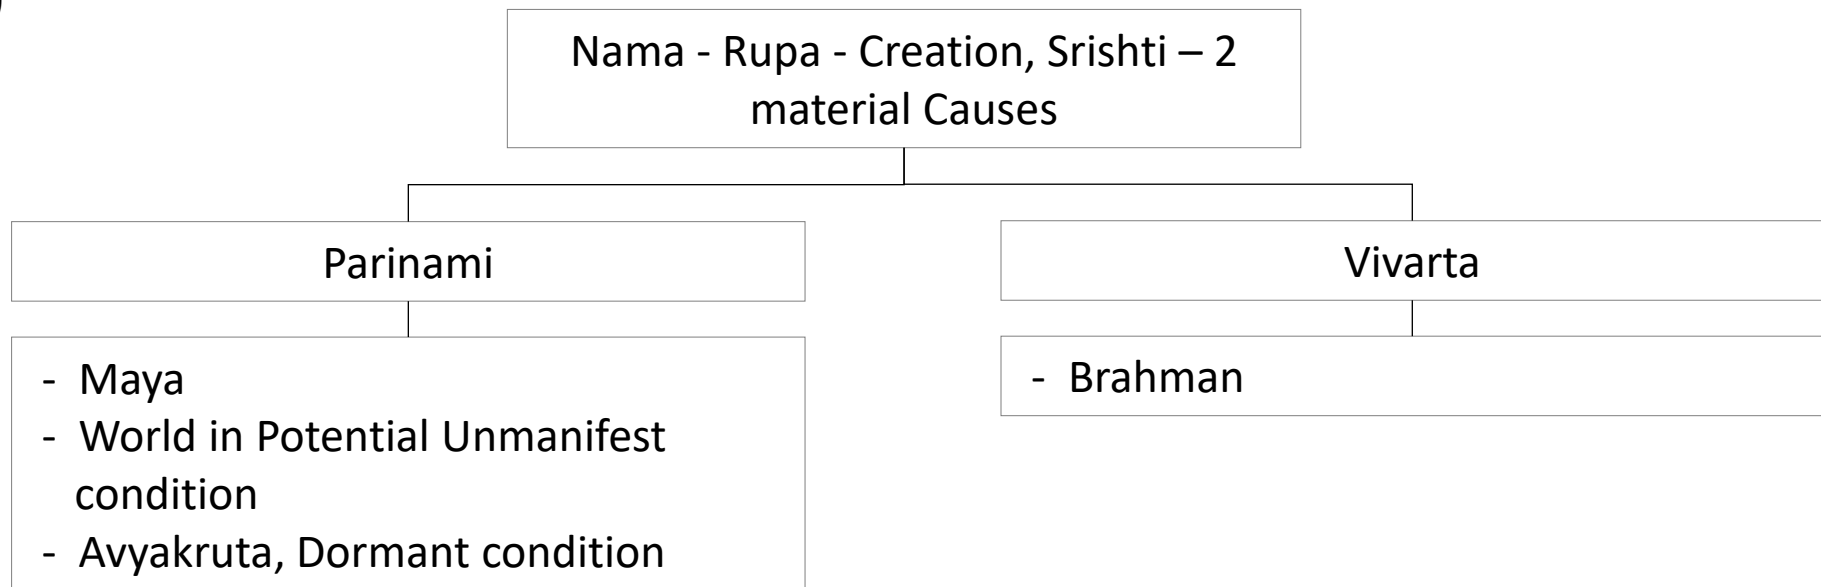 Nama - Rupa - Creation, Srishti – 2
material Causes
Parinami
Vivarta
- Maya
- World in Potential Unmanifest
condition
- Avyakruta, Dormant condition
- Brahman